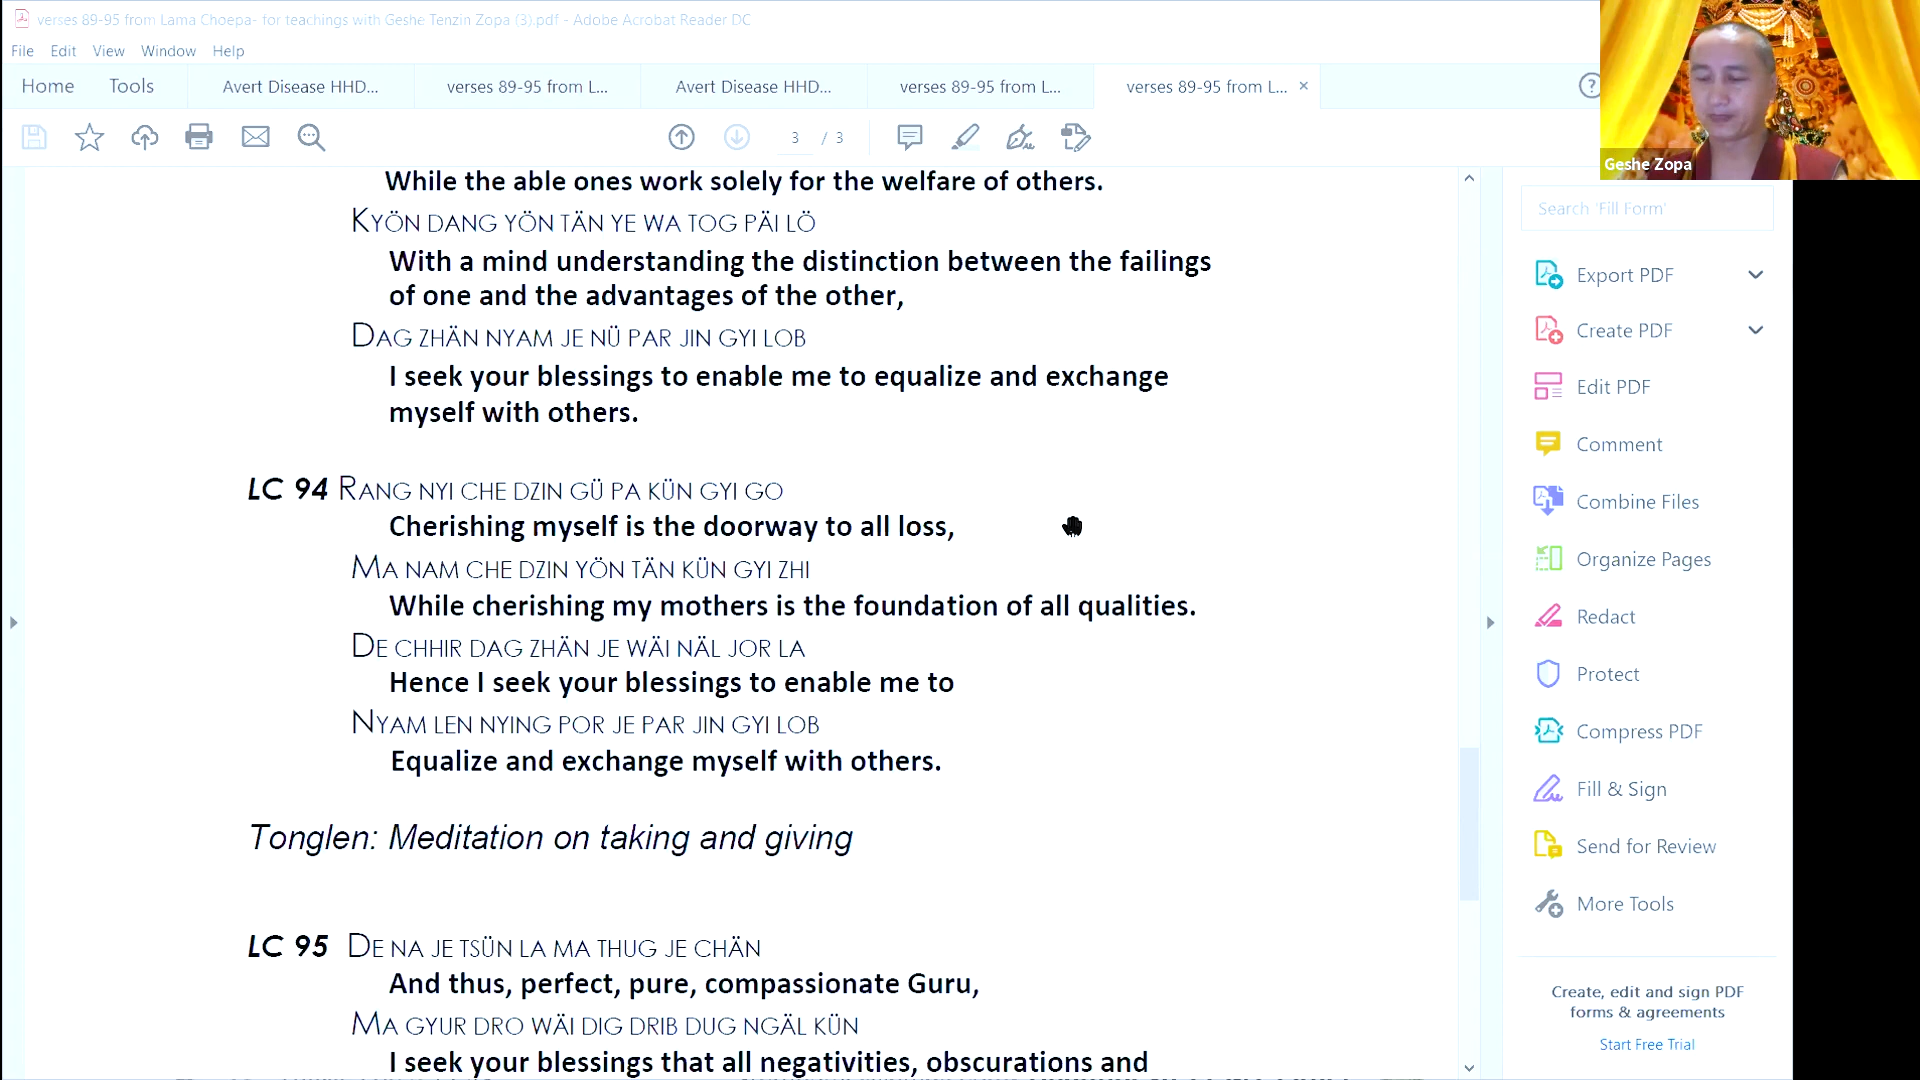 verses 89-95 from Lama Choepa- for teachings with Geshe Tenzin Zopa (3).pdf - Adobe Acrobat Reader DC
File Edit View Window Help
Home Tools Avert Disease HHD... verses 89-95 from L... Avert Disease HHD... verses 89-95 from L... verses 89-95 from L... ×
3 / 3
Geshe Zopa
While the able ones work solely for the welfare of others.
KYÖN DANG YÖN TÄN YE WA TOG PÄI LÖ
With a mind understanding the distinction between the failings
of one and the advantages of the other,
DAG ZHÄN NYAM JE NÜ PAR JIN GYI LOB
I seek your blessings to enable me to equalize and exchange
myself with others.
LC 94 RANG NYI CHE DZIN GÜ PA KÜN GYI GO
Cherishing myself is the doorway to all loss,
MA NAM CHE DZIN YÖN TÄN KÜN GYI ZHI
While cherishing my mothers is the foundation of all qualities.
DE CHHIR DAG ZHÄN JE WÄI NÄL JOR LA
Hence I seek your blessings to enable me to
NYAM LEN NYING POR JE PAR JIN GYI LOB
Equalize and exchange myself with others.
Tonglen: Meditation on taking and giving
LC 95 DE NA JE TSÜN LA MA THUG JE CHÄN
And thus, perfect, pure, compassionate Guru,
MA GYUR DRO WÄI DIG DRIB DUG NGÄL KÜN
I seek your blessings that all negativities, obscurations and
Search 'Fill Form'
Export PDF
Create PDF
Edit PDF
Comment
Combine Files
Organize Pages
Redact
Protect
Compress PDF
Fill & Sign
Send for Review
More Tools
Create, edit and sign PDF
forms & agreements
Start Free Trial